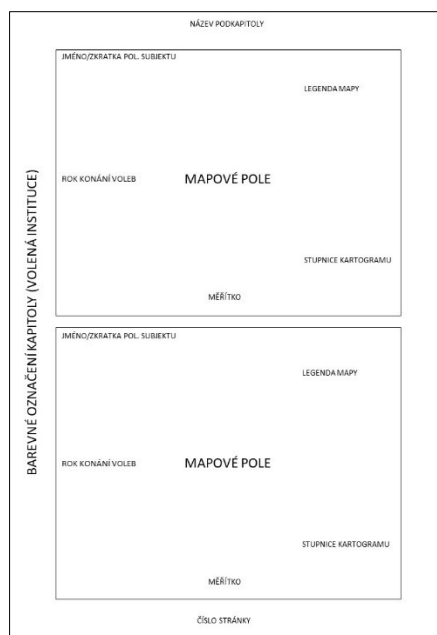 NÁZEV PODKAPITOLY
BAREVNÉ OZNAČENÍ KAPITOLY (VOLENÁ INSTITUCE)
JMÉNO/ZKRATKA POL. SUBJEKTU
LEGENDA MAPY
ROK KONÁNÍ VOLEB
MAPOVÉ POLE
STUPNICE KARTOGRAMU
MĚŘÍTKO
JMÉNO/ZKRATKA POL. SUBJEKTU
LEGENDA MAPY
ROK KONÁNÍ VOLEB
MAPOVÉ POLE
STUPNICE KARTOGRAMU
MĚŘÍTKO
ČÍSLO STRÁNKY